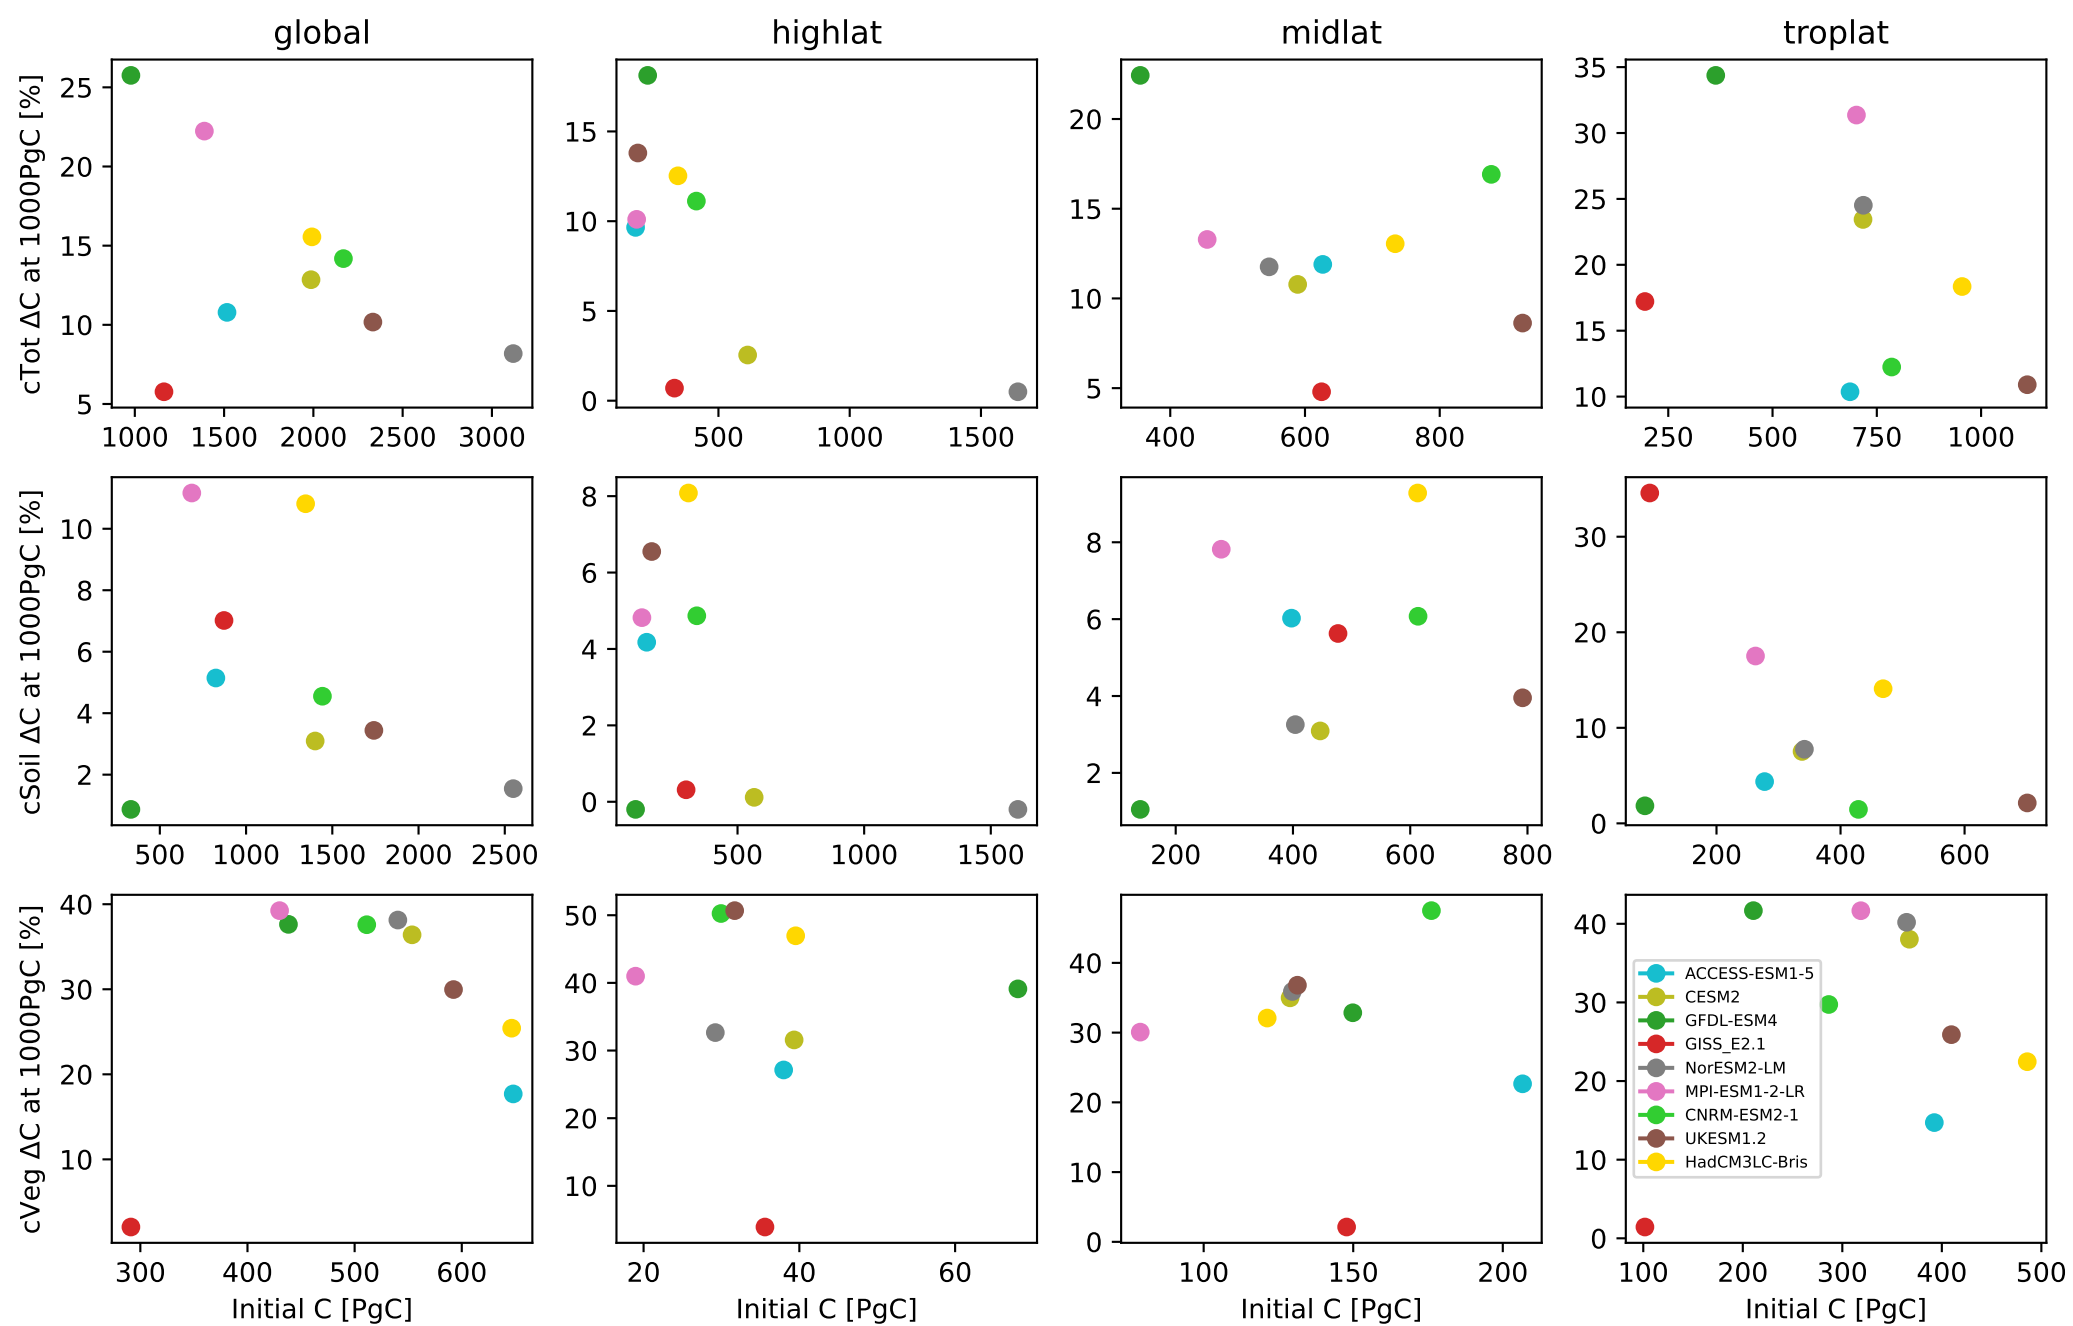 global highlat midlat troplat
cTot ΔC at 1000PgC [%]
25 20 15 10 5
1000 1500 2000 2500 3000
15 10 5 0
500 1000 1500
20 15 10 5
400 600 800
35 30 25 20 15 10
250 500 750 1000
cSoil ΔC at 1000PgC [%]
10 8 6 4 2
500 1000 1500 2000 2500
8 6 4 2 0
500 1000 1500
8 6 4 2
200 400 600 800
30 20 10 0
200 400 600
cVeg ΔC at 1000PgC [%]
40 30 20 10
300 400 500 600
Initial C [PgC]
50 40 30 20 10
20 40 60
Initial C [PgC]
40 30 20 10 0
100 150 200
Initial C [PgC]
40 30 20 10 0
ACCESS-ESM1-5
CESM2
GFDL-ESM4
GISS_E2.1
NorESM2-LM
MPI-ESM1-2-LR
CNRM-ESM2-1
UKESM1.2
HadCM3LC-Bris
100 200 300 400 500
Initial C [PgC]